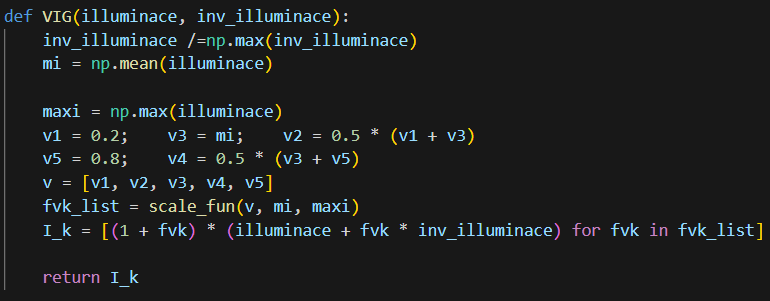 def VIG(illuminace, inv_illuminace):
    inv_illuminace /=np.max(inv_illuminace)
    mi = np.mean(illuminace)

    maxi = np.max(illuminace)
    v1 = 0.2;    v3 = mi;    v2 = 0.5 * (v1 + v3)
    v5 = 0.8;    v4 = 0.5 * (v3 + v5)
    v = [v1, v2, v3, v4, v5]
    fvk_list = scale_fun(v, mi, maxi)
    I_k = [(1 + fvk) * (illuminace + fvk * inv_illuminace) for fvk in fvk_list]

    return I_k